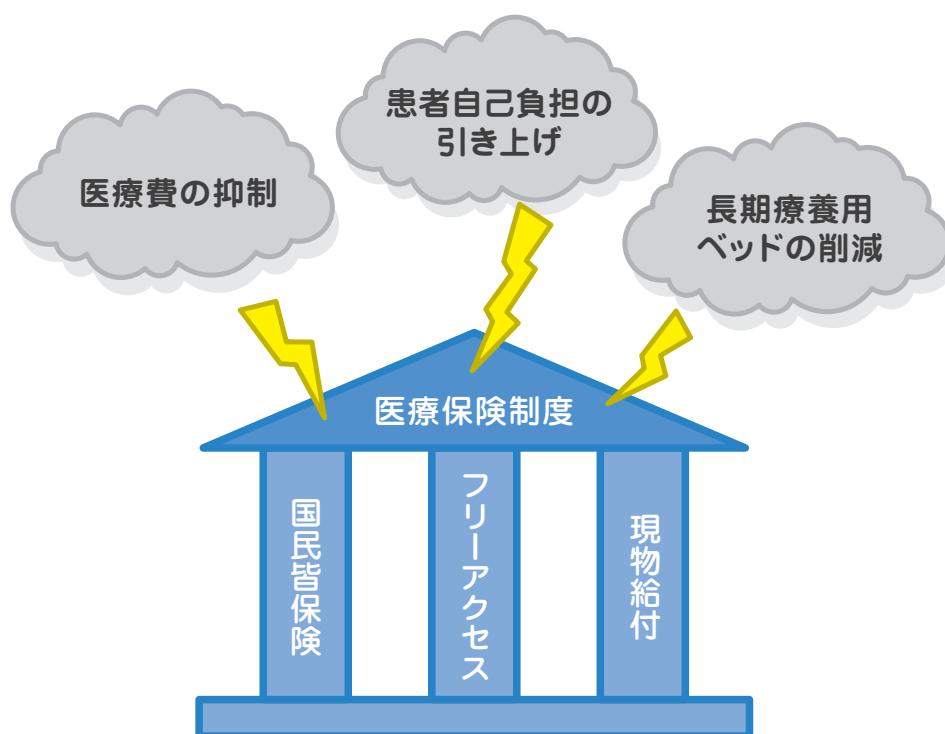 医療費の抑制
患者自己負担の
引き上げ
長期療養用
ベッドの削減
医療保険制度
国民皆保険
フリーアクセス
現物給付